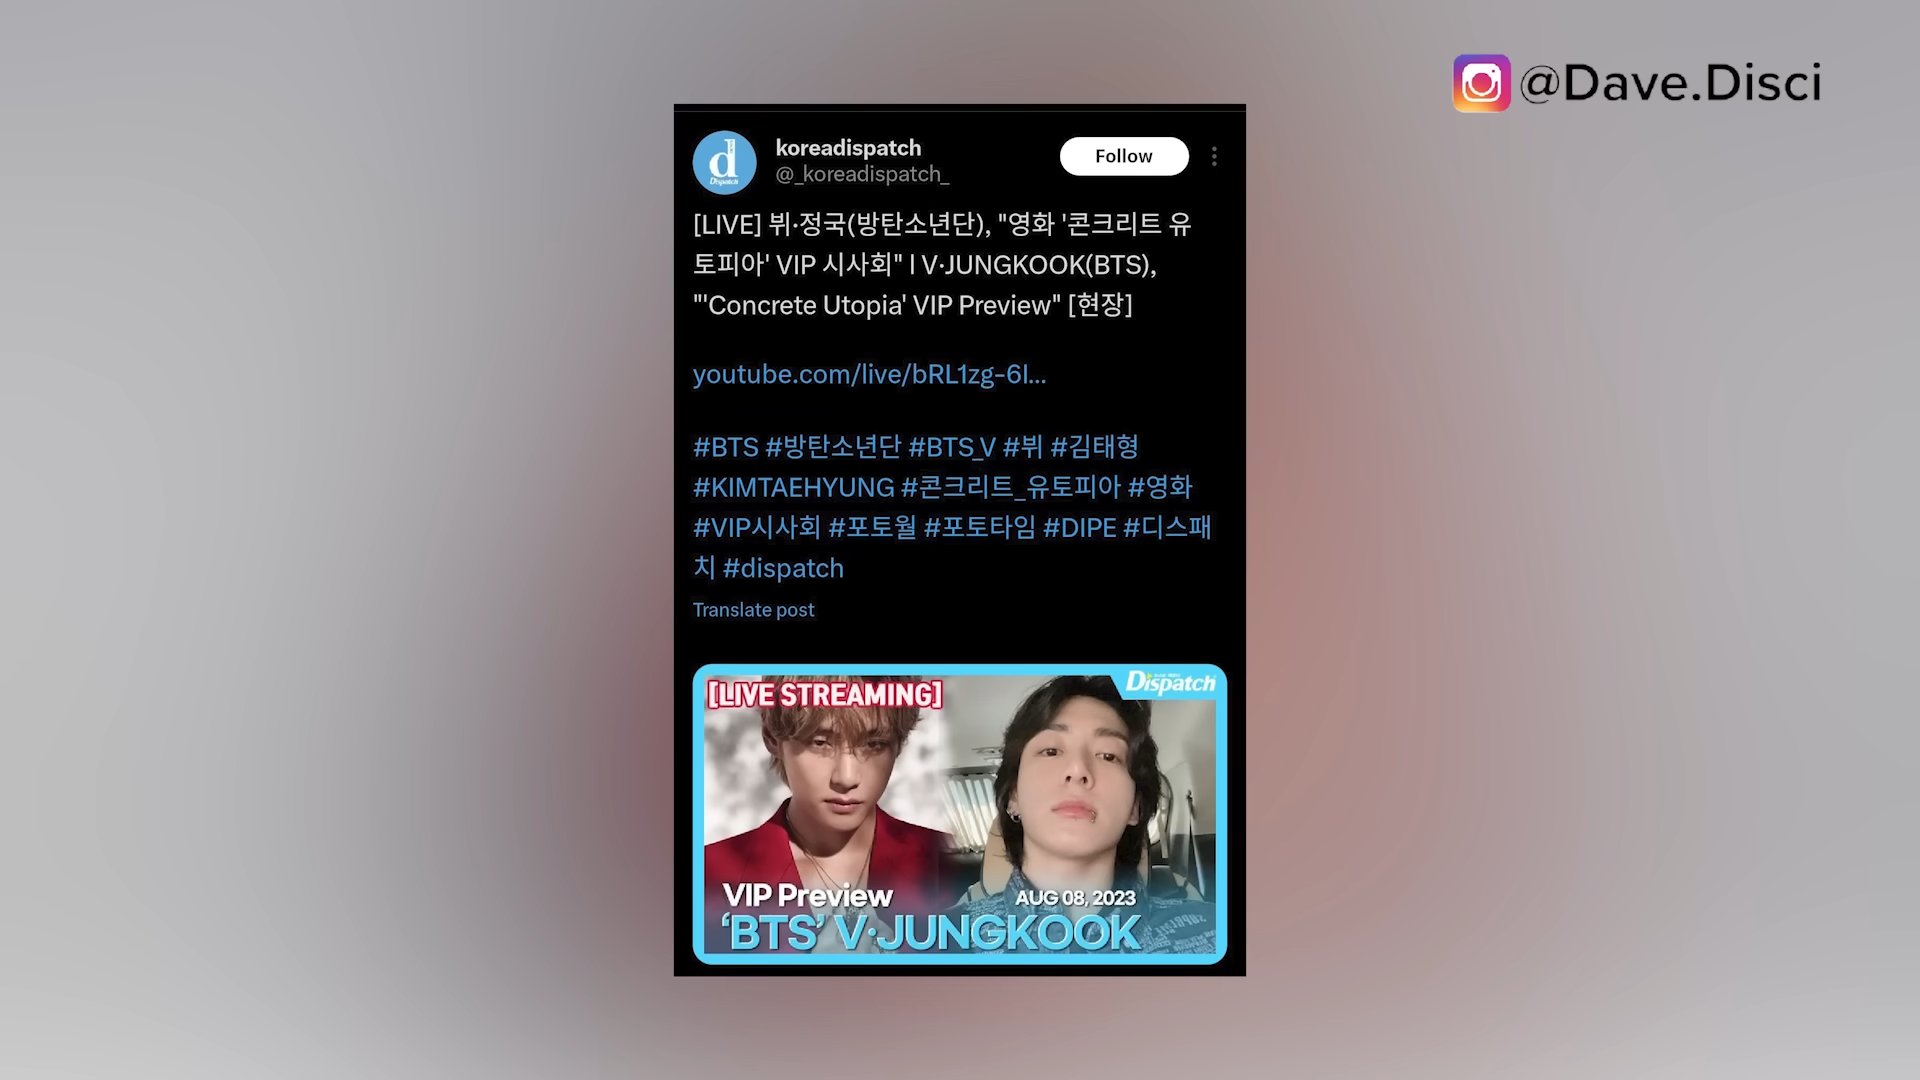 @Dave.Disci
koreadispatch
@_koreadispatch_
Follow
[LIVE] 뷔·정국(방탄소년단), "영화 '콘크리트 유
토피아' VIP 시사회" l V·JUNGKOOK(BTS),
"'Concrete Utopia' VIP Preview" [현장]
youtube.com/live/bRL1zg-6I...
#BTS #방탄소년단 #BTS_V #뷔 #김태형
#KIMTAEHYUNG #콘크리트_유토피아 #영화
#VIP시사회 #포토월 #포토타임 #DIPE #디스패
치 #dispatch
Translate post
[LIVE STREAMING]
Dispatch
VIP Preview
AUG 08, 2023
'BTS' V·JUNGKOOK